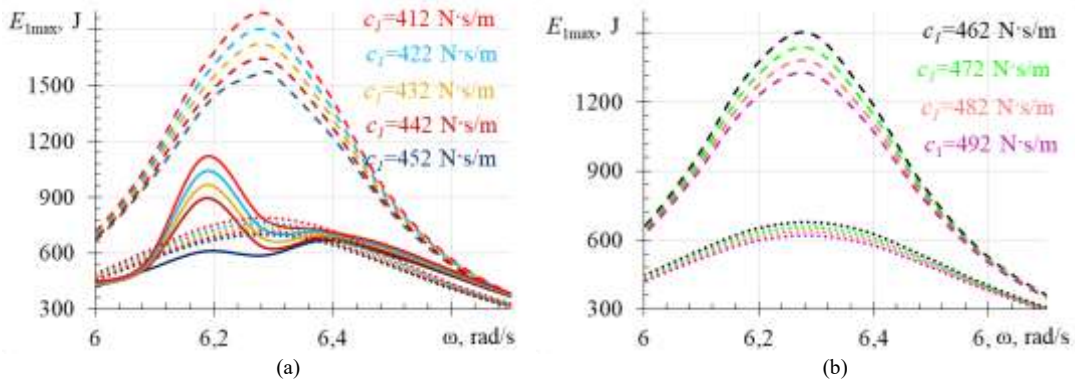 E1max, J
c1=412 N·s/m
c1=422 N·s/m
c1=432 N·s/m
c1=442 N·s/m
c1=452 N·s/m
1500
1200
900
600
300
6
6,2
6,4
ω, rad/s
(a)
E1max, J
c1=462 N·s/m
c1=472 N·s/m
c1=482 N·s/m
c1=492 N·s/m
1200
900
600
300
6
6,2
6,4
6, ω, rad/s
(b)